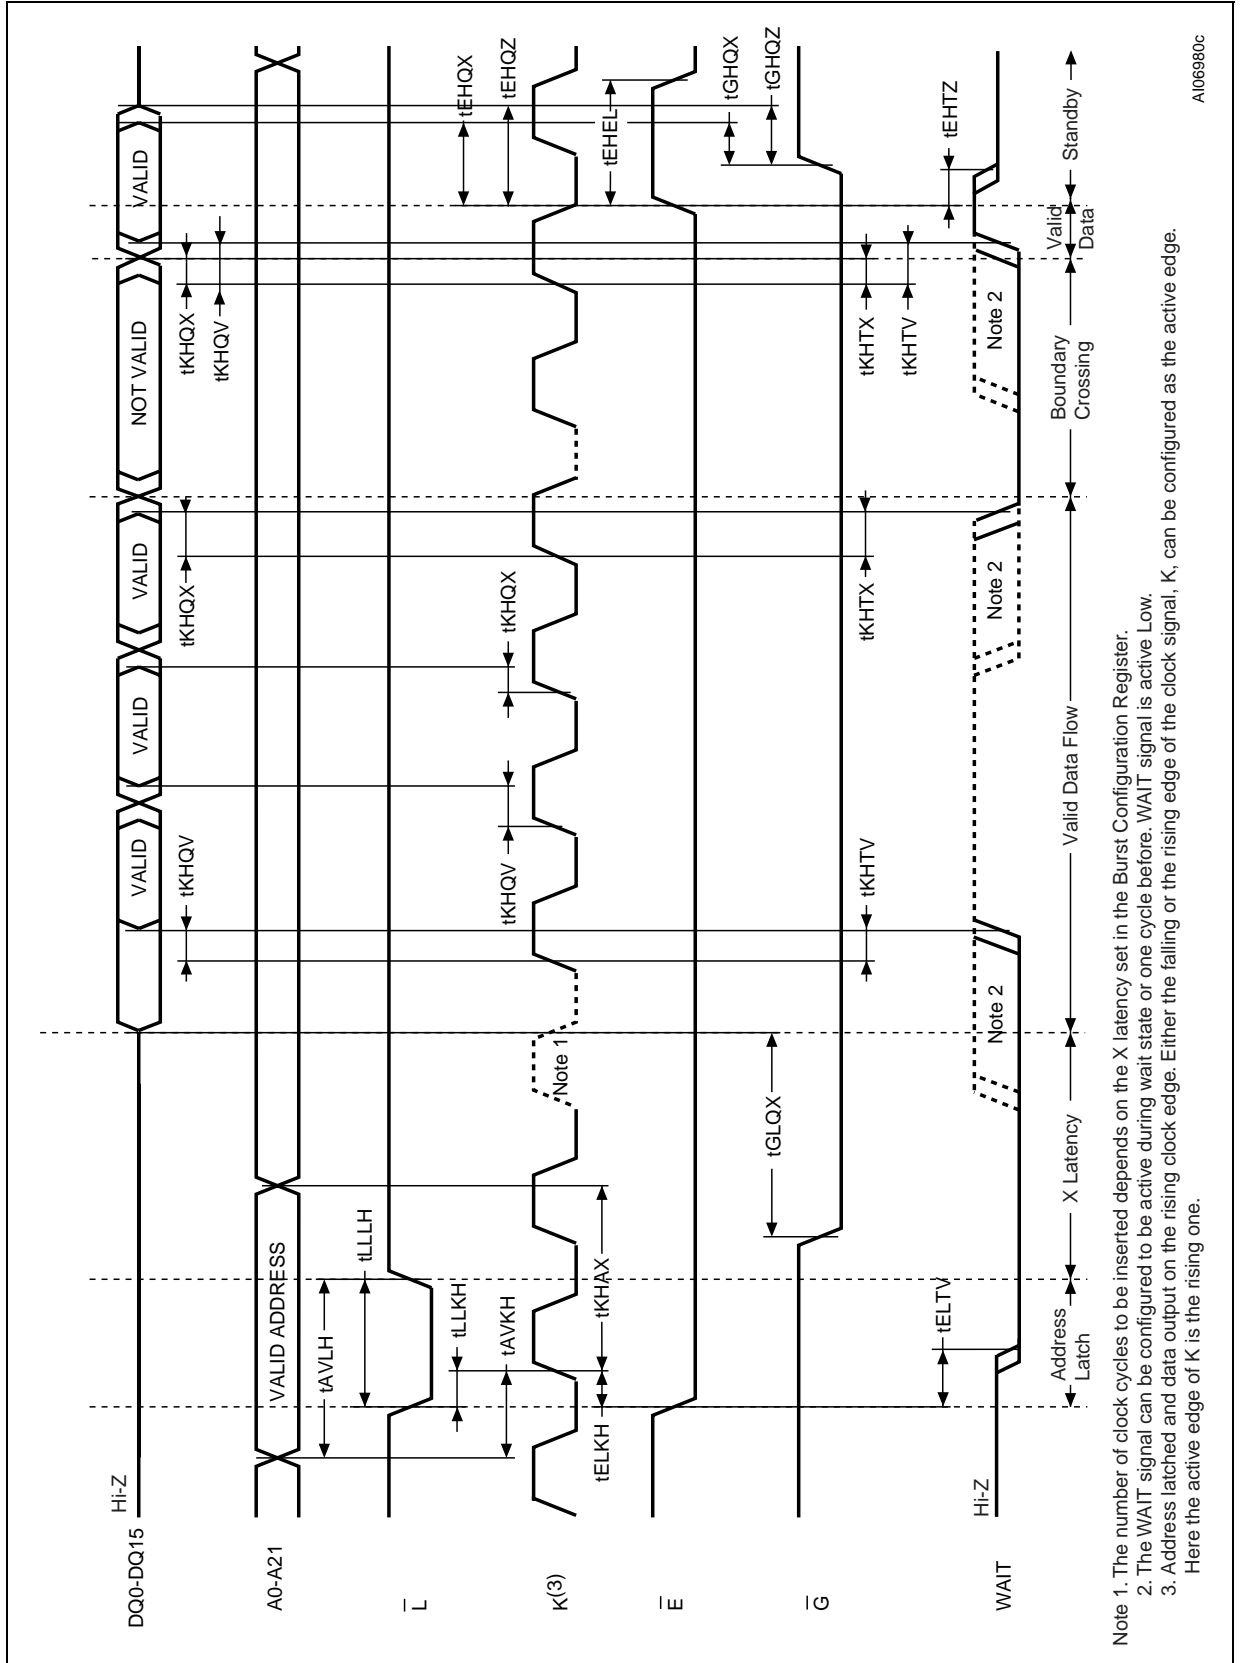 DQ0-DQ15
Hi-Z
VALID
VALID
VALID
NOT VALID
VALID
tKHQV
tKHQX
tKHQX
tKHQV
A0-A21
VALID ADDRESS
tAVLH
L
tLLLH
tLLKH
tAVKH
tKHQV
tKHQX
tEHQX
tEHQZ
K(3)
Note 1
tELKH
tKHAX
tEHEL
E
tGHQX
tGHQZ
G
tGLQX
tKHTV
tKHTX
tKHTX
tKHTV
tELTV
tEHTZ
WAIT
Hi-Z
Note 2
Note 2
Note 2
Address
Latch
X Latency
Valid Data Flow
Boundary
Crossing
Valid
Data
Standby
Note 1. The number of clock cycles to be inserted depends on the X latency set in the Burst Configuration Register.
2. The WAIT signal can be configured to be active during wait state or one cycle before. WAIT signal is active Low.
3. Address latched and data output on the rising clock edge. Either the falling or the rising edge of the clock signal, K, can be configured as the active edge.
Here the active edge of K is the rising one.
AI06980c